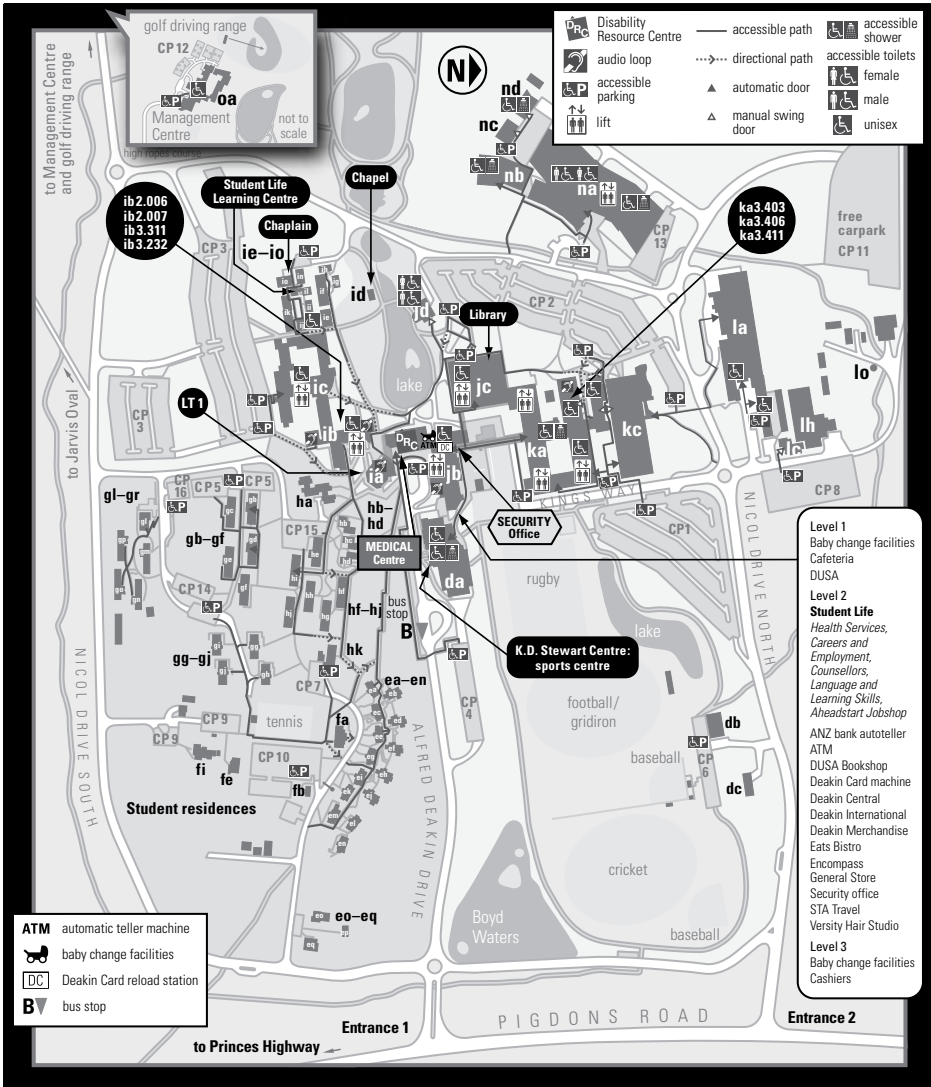 golf driving range
CP12
oa
Management
Centre
not to
scale
high ropes course
to Management Centre
and golf driving range
N
D
R
C
Disability
Resource Centre
audio loop
P
accessible
parking
lift
accessible path
directional path
automatic door
manual swing
door
accessible
shower
accessible toilets
female
male
unisex
nd
nc
nb
na
CP
13
free
carpark
CP11
ib2.006
ib2.007
ib3.311
ib3.232
Student Life
Learning Centre
Chaplain
ie–io
Chapel
id
CP3
ka3.403
ka3.406
ka3.411
jd
CP2
Library
la
lo
lake
jc
ic
LT 1
CP
3
to Jarvis Oval
ib
ia
DRC
ATM
DC
jb
ka
kc
lh
lc
CP8
KINGS WAY
SECURITY
Office
CP1
gl–gr
CP
16
CP5
CP5
gb–gf
CP15
ha
hb–
hd
MEDICAL
Centre
da
rugby
lake
NICOL DRIVE NORTH
CP14
hf–hj
bus
stop
B
hk
gg–gj
CP7
K.D. Stewart Centre:
sports centre
CP
4
football/
gridiron
ea–en
CP9
tennis
fa
CP9
CP10
fi
fe
fb
Student residences
NICOL DRIVE SOUTH
ALFRED DEAKIN DRIVE
baseball
db
CP
6
dc
cricket
Boyd
Waters
baseball
eo–eq
Level 1
Baby change facilities
Cafeteria
DUSA
Level 2
Student Life
Health Services,
Careers and
Employment,
Counsellors,
Language and
Learning Skills,
Aheadstart Jobshop
ANZ bank autoteller
ATM
DUSA Bookshop
Deakin Card machine
Deakin Central
Deakin International
Deakin Merchandise
Eats Bistro
Encompass
General Store
Security office
STA Travel
Versity Hair Studio
Level 3
Baby change facilities
Cashiers
ATM automatic teller machine
baby change facilities
DC Deakin Card reload station
B bus stop
Entrance 1
to Princes Highway
PIGDONS ROAD
Entrance 2